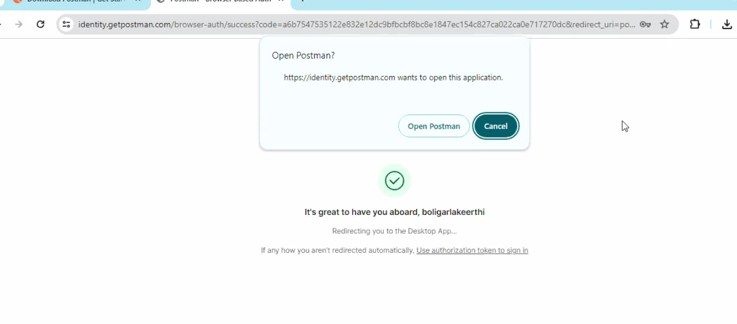 identity.getpostman.com/browser-auth/success?code=a6b7547535122e832e12dc9bfbcbf8bc8e1847ec154c827ca022ca0e717270dc&redirect_uri=po...
Open Postman?
https://identity.getpostman.com wants to open this application.
Open Postman
Cancel
It's great to have you aboard, boligarlakeerthi
Redirecting you to the Desktop App...
If any how you aren't redirected automatically, Use authorization token to sign in